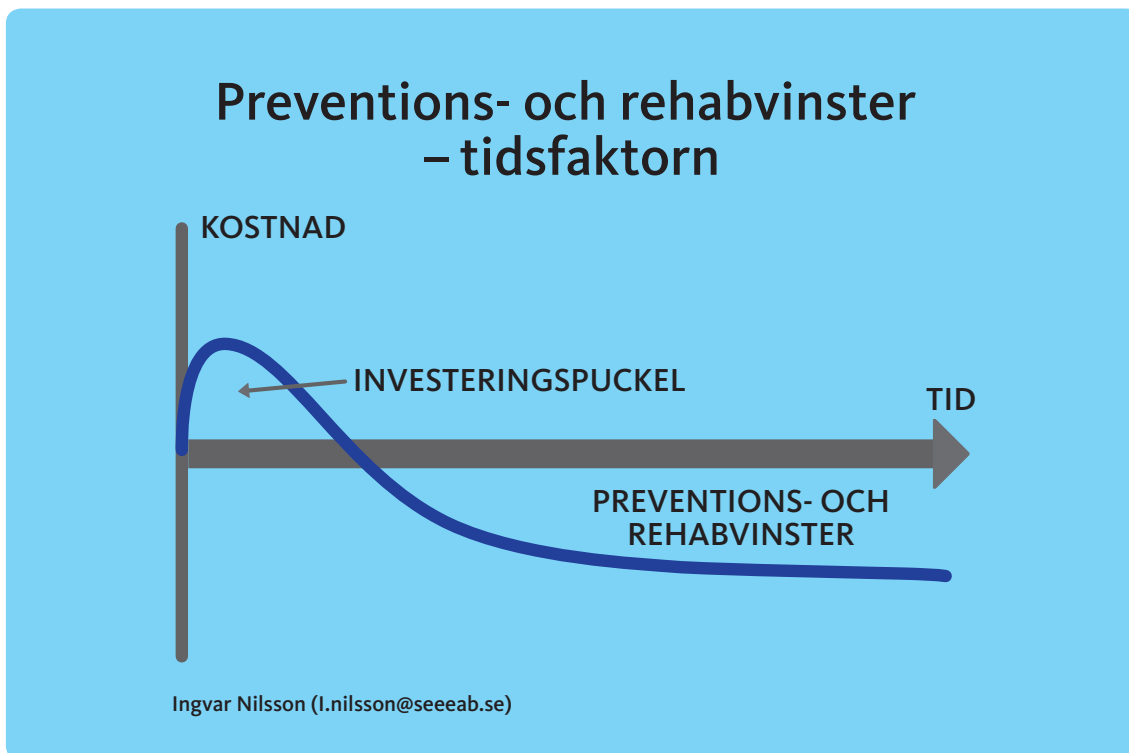 Preventions- och rehabvinster
– tidsfaktorn
KOSTNAD
INVESTERINGSPUCKEL
TID
PREVENTIONS- OCH
REHABVINSTER
Ingvar Nilsson (I.nilsson@seeeab.se)